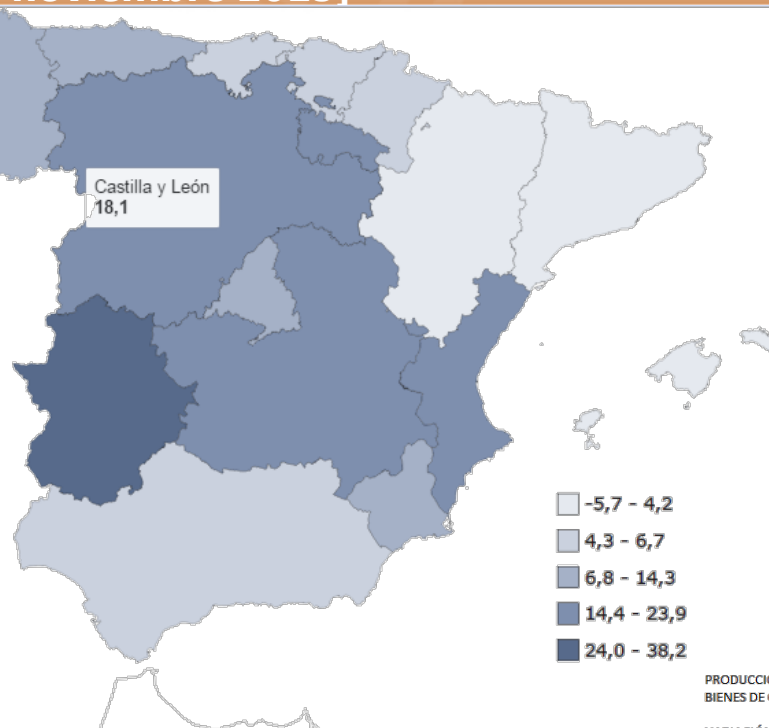 Castilla y León
18,1
-5,7 - 4,2
4,3 - 6,7
6,8 - 14,3
14,4 - 23,9
24,0 - 38,2
BIENES DE